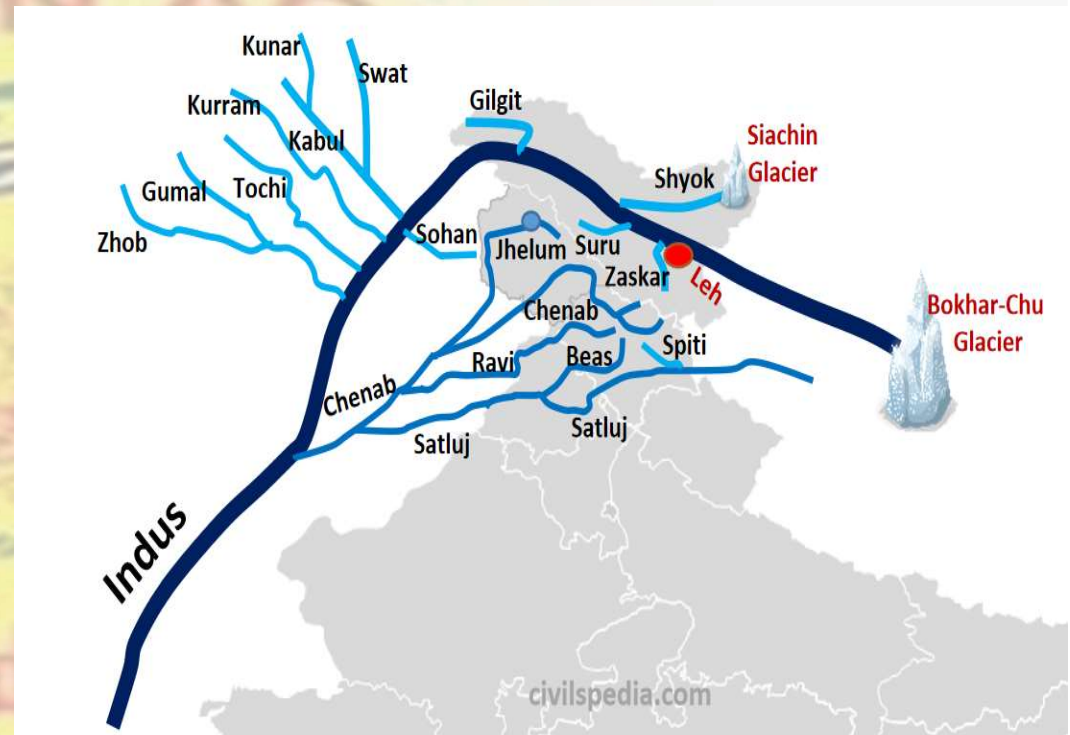 Kunar
Swat
Kurram
Kabul
Gilgit
Siachin
Glacier
Shyok
Gumal
Tochi
Zhob
Sohan
Jhelum
Suru
Zaskar
Leh
Bokhar-Chu
Glacier
Chenab
Spiti
Ravi
Beas
Chenab
Satluj
Satluj
Indus
civilspedia.com